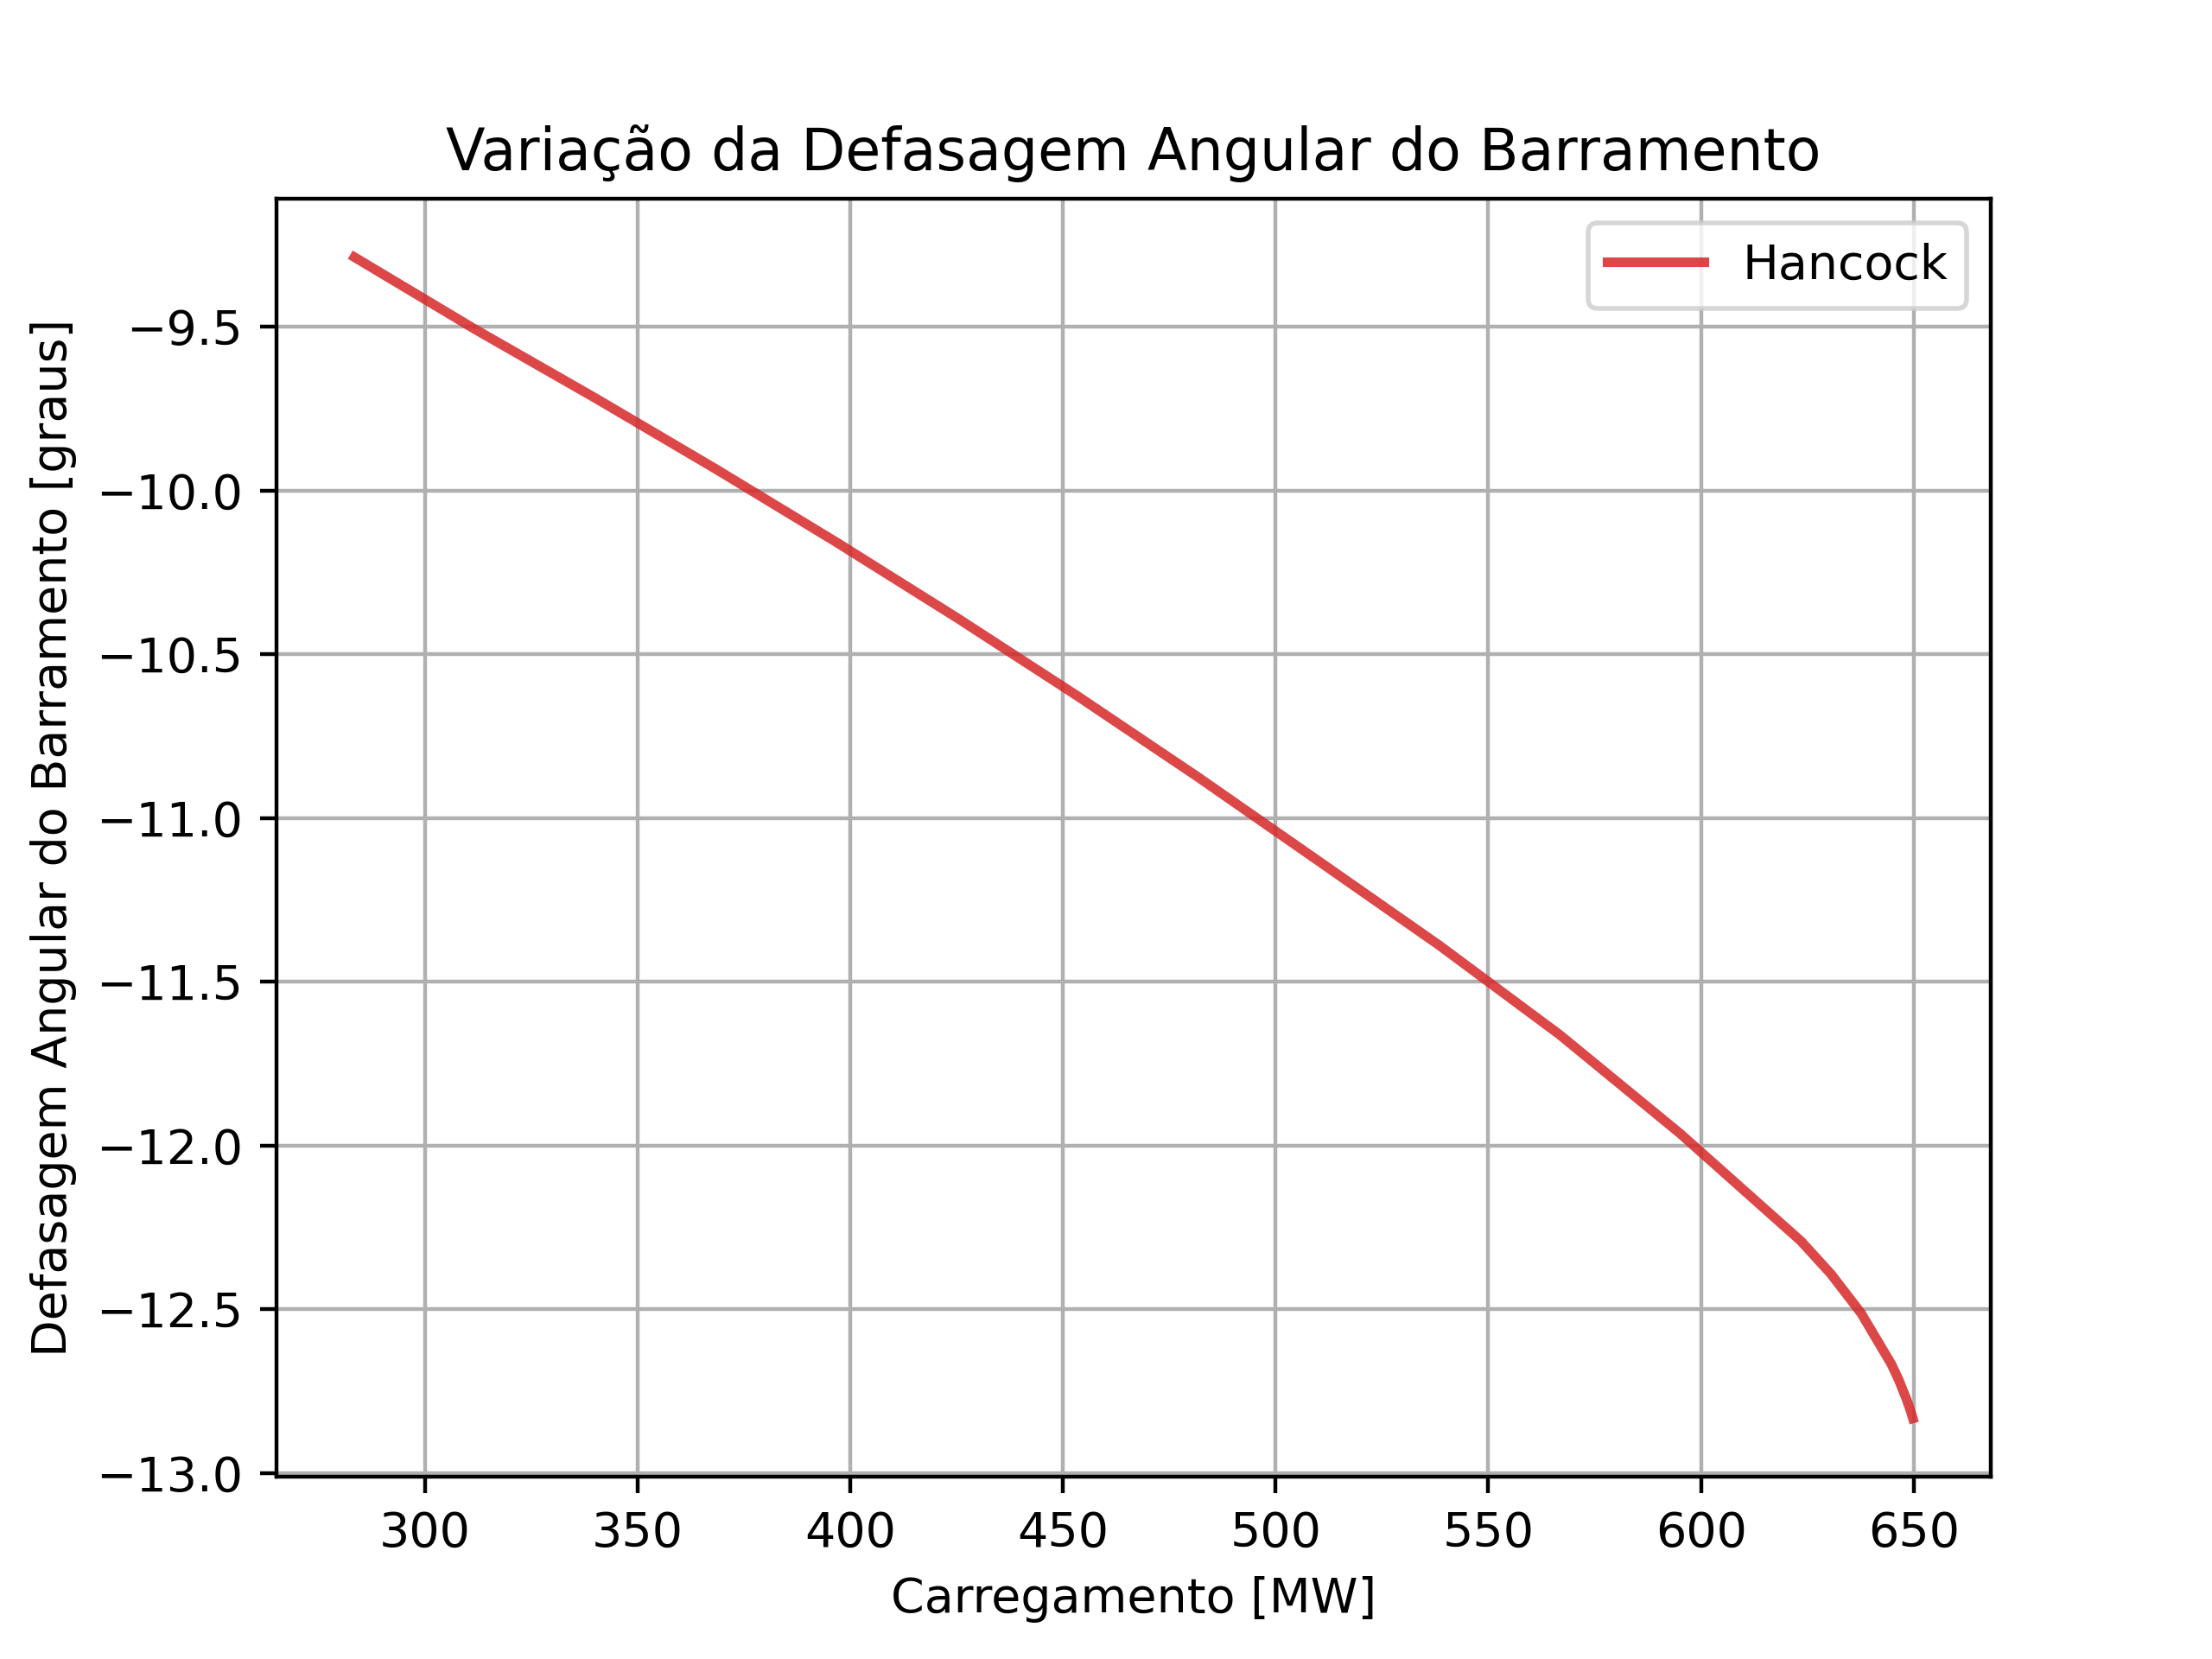 Variação da Defasagem Angular do Barramento
Hancock
Defasagem Angular do Barramento [graus]
−9.5
−10.0
−10.5
−11.0
−11.5
−12.0
−12.5
−13.0
300 350 400 450 500 550 600 650
Carregamento [MW]